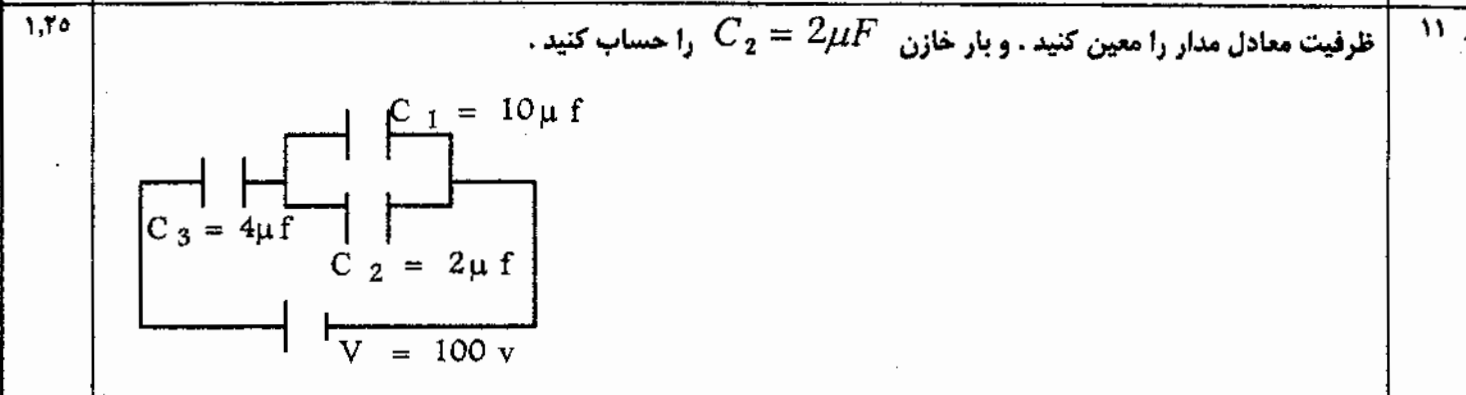 ۱۱ ظرفیت معادل مدار را معین کنید . و بار خازن C₂ = 2μF را حساب کنید . ۱,۲۵
C 1 = 10μ f
C 3 = 4μf
C 2 = 2μ f
V = 100 v